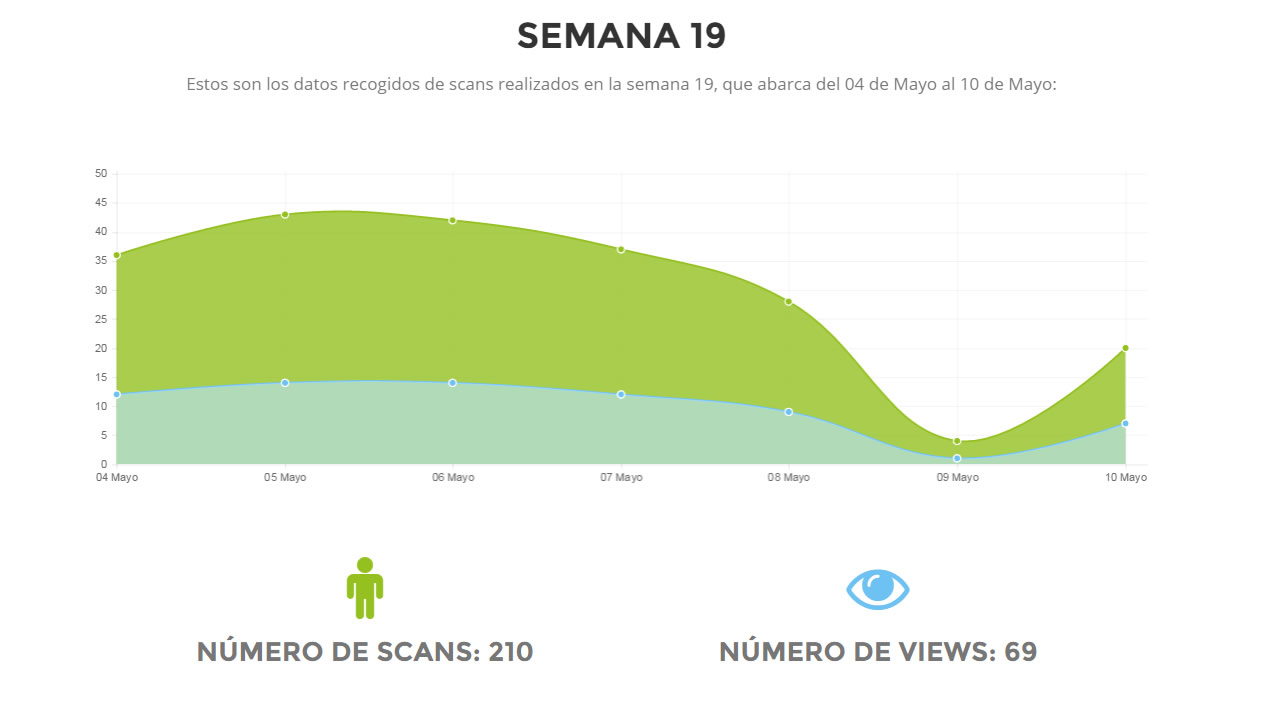 SEMANA 19
Estos son los datos recogidos de scans realizados en la semana 19, que abarca del 04 de Mayo al 10 de Mayo:
50
45
40
35
30
25
20
15
10
5
0
04 Mayo 05 Mayo 06 Mayo 07 Mayo 08 Mayo 09 Mayo 10 Mayo
NÚMERO DE SCANS: 210 NÚMERO DE VIEWS: 69